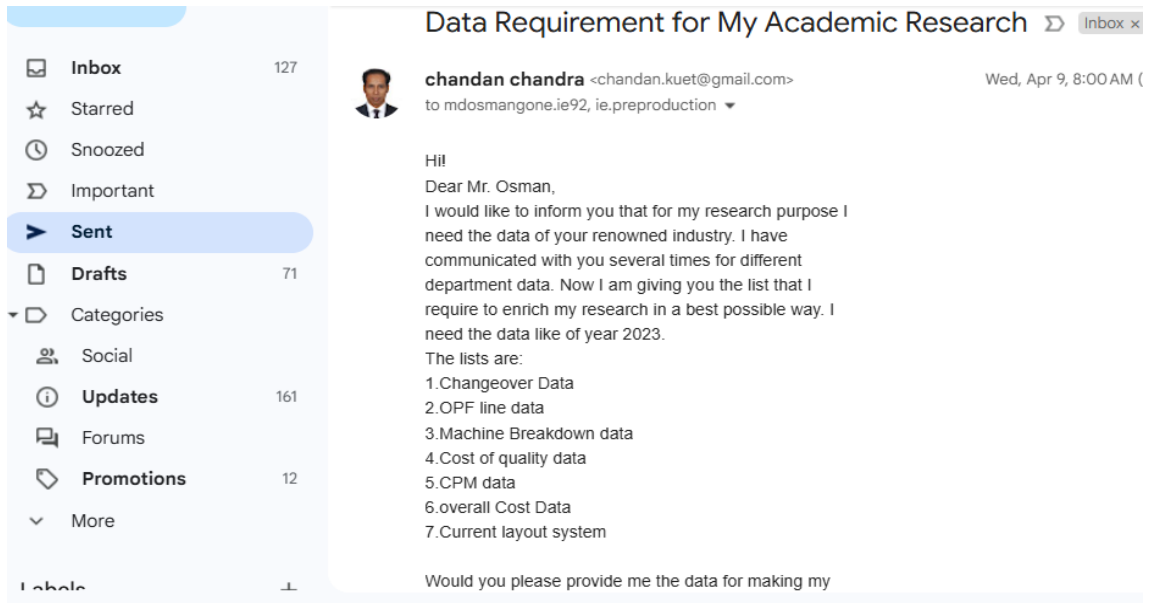 Data Requirement for My Academic Research
Inbox ×
Inbox 127
Starred
Snoozed
Important
Sent
Drafts 71
Categories
Social
Updates 161
Forums
Promotions 12
More
Labels +
chandan chandra <chandan.kuet@gmail.com>
Wed, Apr 9, 8:00 AM (
to mdosmangone.ie92, ie.preproduction
Hi!
Dear Mr. Osman,
I would like to inform you that for my research purpose I
need the data of your renowned industry. I have
communicated with you several times for different
department data. Now I am giving you the list that I
require to enrich my research in a best possible way. I
need the data like of year 2023.
The lists are:
1.Changeover Data
2.OPF line data
3.Machine Breakdown data
4.Cost of quality data
5.CPM data
6.overall Cost Data
7.Current layout system
Would you please provide me the data for making my